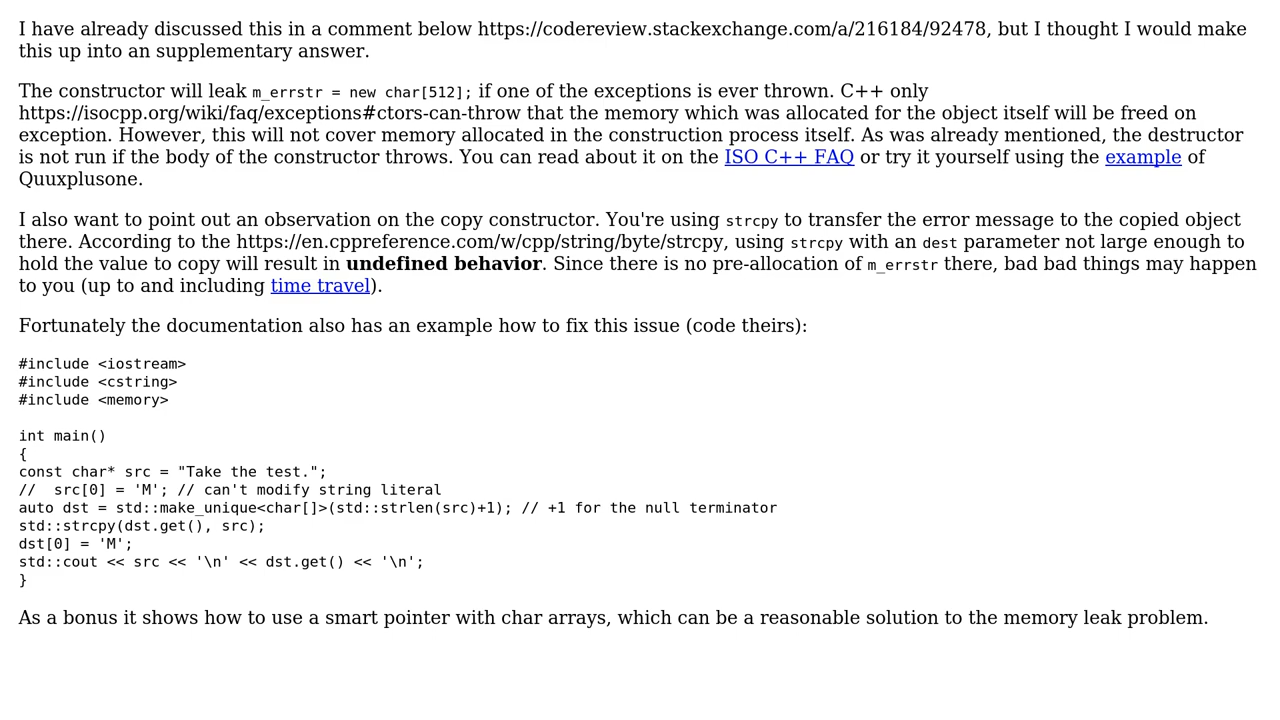 I have already discussed this in a comment below https://codereview.stackexchange.com/a/216184/92478, but I thought I would make
this up into an supplementary answer.
The constructor will leak m_errstr = new char[512]; if one of the exceptions is ever thrown. C++ only
https://isocpp.org/wiki/faq/exceptions#ctors-can-throw that the memory which was allocated for the object itself will be freed on
exception. However, this will not cover memory allocated in the construction process itself. As was already mentioned, the destructor
is not run if the body of the constructor throws. You can read about it on the ISO C++ FAQ or try it yourself using the example of
Quuxplusone.
I also want to point out an observation on the copy constructor. You're using strcpy to transfer the error message to the copied object
there. According to the https://en.cppreference.com/w/cpp/string/byte/strcpy, using strcpy with an dest parameter not large enough to
hold the value to copy will result in undefined behavior. Since there is no pre-allocation of m_errstr there, bad bad things may happen
to you (up to and including time travel).
Fortunately the documentation also has an example how to fix this issue (code theirs):
#include <iostream>
#include <cstring>
#include <memory>
int main()
{
const char* src = "Take the test.";
//  src[0] = 'M'; // can't modify string literal
auto dst = std::make_unique<char[]>(std::strlen(src)+1); // +1 for the null terminator
std::strcpy(dst.get(), src);
dst[0] = 'M';
std::cout << src << '\n' << dst.get() << '\n';
}
As a bonus it shows how to use a smart pointer with char arrays, which can be a reasonable solution to the memory leak problem.